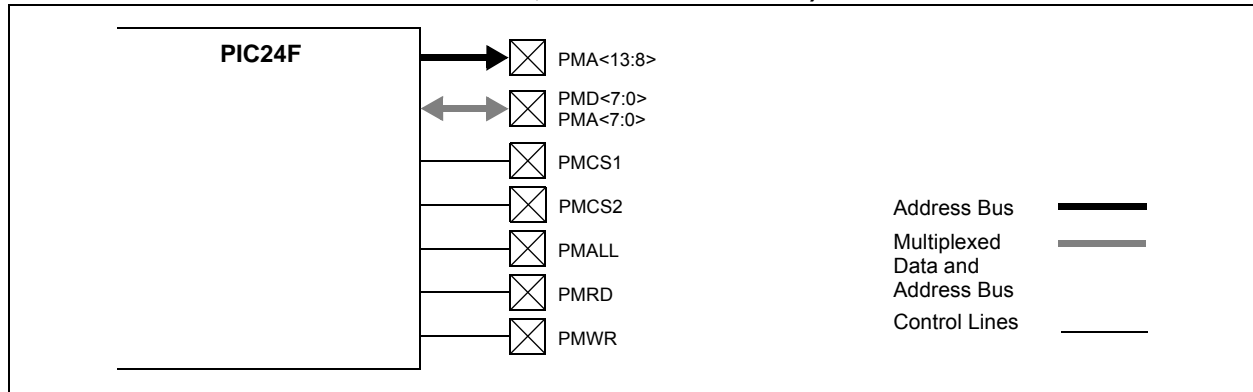 PIC24F
PMA<13:8>
PMD<7:0>
PMA<7:0>
PMCS1
PMCS2
PMALL
PMRD
PMWR
Address Bus
Multiplexed
Data and
Address Bus
Control Lines